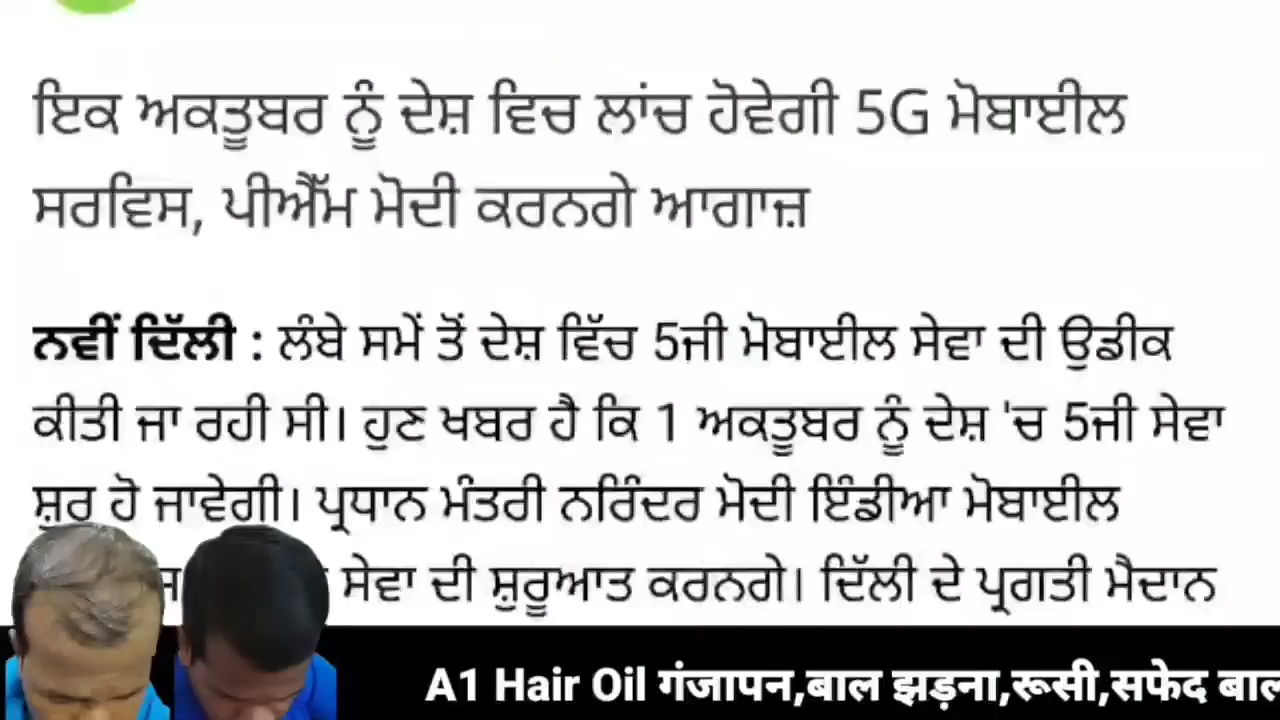 ਇਕ ਅਕਤੂਬਰ ਨੂੰ ਦੇਸ਼ ਵਿਚ ਲਾਂਚ ਹੋਵੇਗੀ 5G ਮੋਬਾਈਲ
ਸਰਵਿਸ, ਪੀਐੱਮ ਮੋਦੀ ਕਰਨਗੇ ਆਗਾਜ਼
ਨਵੀਂ ਦਿੱਲੀ : ਲੰਬੇ ਸਮੇਂ ਤੋਂ ਦੇਸ਼ ਵਿੱਚ 5ਜੀ ਮੋਬਾਈਲ ਸੇਵਾ ਦੀ ਉਡੀਕ
ਕੀਤੀ ਜਾ ਰਹੀ ਸੀ। ਹੁਣ ਖਬਰ ਹੈ ਕਿ 1 ਅਕਤੂਬਰ ਨੂੰ ਦੇਸ਼ 'ਚ 5ਜੀ ਸੇਵਾ
ਸ਼ੁਰ ਹੋ ਜਾਵੇਗੀ। ਪ੍ਰਧਾਨ ਮੰਤਰੀ ਨਰਿੰਦਰ ਮੋਦੀ ਇੰਡੀਆ ਮੋਬਾਈਲ
ਸੇਵਾ ਦੀ ਸ਼ੁਰੂਆਤ ਕਰਨਗੇ। ਦਿੱਲੀ ਦੇ ਪ੍ਰਗਤੀ ਮੈਦਾਨ
A1 Hair Oil गंजापन,बाल झड़ना,रूसी,सफेद बाल